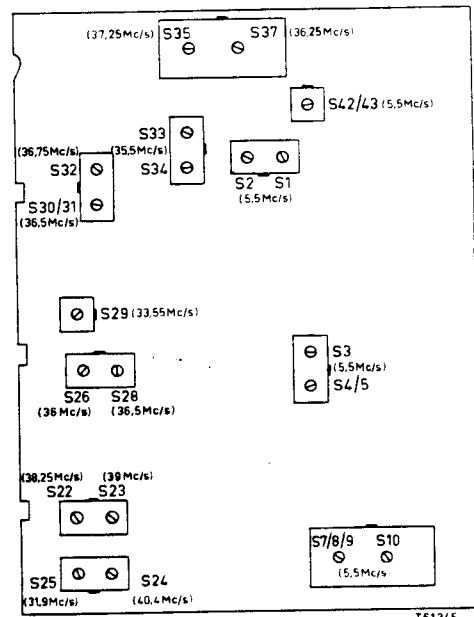 (37,25Mc/s) S35 S37 (36,25Mc/s)
S42/43 (5,5Mc/s)
S33
(36,75Mc/s) (35,5Mc/s)
S32 S34
S2 S1
(5,5Mc/s)
S30/31
(36,5Mc/s)
S29 (33,55Mc/s)
S3
(5,5Mc/s)
S4/5
S26 S28
(36Mc/s) (36,5Mc/s)
(38,25Mc/s) (39Mc/s)
S22 S23
S7/8/9 S10
(5,5Mc/s
S25 S24
(31,9Mc/s) (40,4Mc/s)